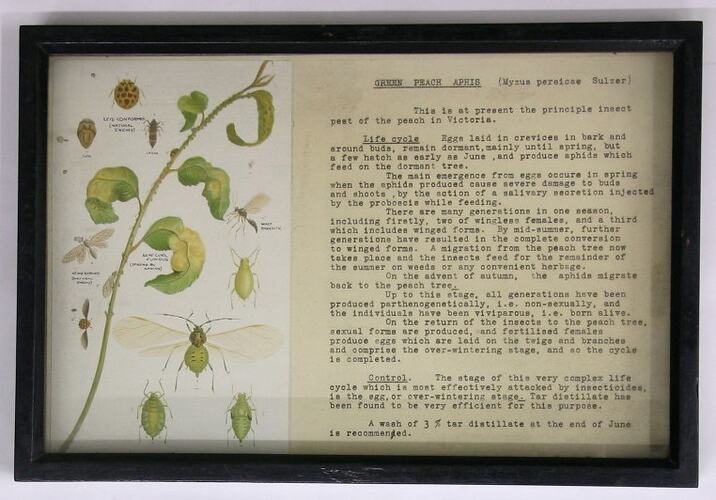 GREEN PEACH APHIS (Myzus persicae Sulzer)
This is at present the principle insect
pest of the peach in Victoria.
Life cycle Eggs laid in crevices in bark and
around buds, remain dormant,mainly until spring, but
a few hatch as early as June ,and produce aphids which
feed on the dormant tree.
The main emergence from eggs occure in spring
when the aphids produced cause severe damage to buds
and shoots ,by the action of a salivary secretion injected
by the proboscis while feeding.
There are many generations in one season,
including firstly, two of wingless females, and a third
which includes winged forms. By mid-summer, further
generations have resulted in the complete conversion
to winged forms. A migration from the peach tree now
takes place and the insects feed for the remainder of
the summer on weeds or any convenient herbage.
On the advent of autumn, the aphids migrate
back to the peach tree.
Up to this stage, all generations have been
produced parthenogenetically, i.e. non-sexually, and
the individuals have been viviparous, i.e. born alive.
On the return of the insects to the peach tree,
sexual forms are produced, and fertilised females
produce eggs which are laid on the twigs and branches
and comprise the over-wintering stage, and so the cycle
is completed.
Control. The stage of this very complex life
cycle which is most effectively attacked by insecticides,
is the egg,or over-wintering stage. Tar distillate has
been found to be very efficient for this purpose.
A wash of 3 % tar distillate at the end of June
is recommended.
LEIS CONFORMIS
(NATURAL
ENEMY)
PUPA
LARVA
WASP
PARASITE
LEAF CURL
FUNGUS